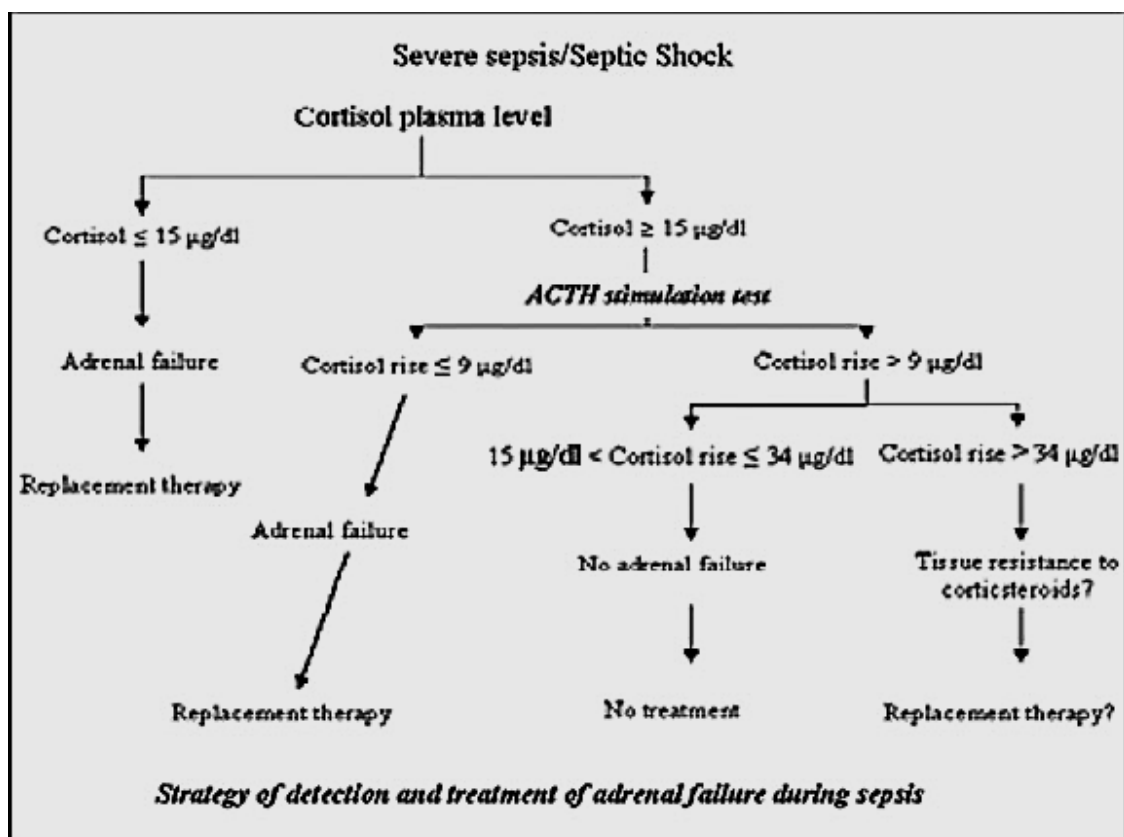 Severe sepsis/Septic Shock
Cortisol plasma level
Cortisol ≤ 15 µg/dl
Cortisol ≥ 15 µg/dl
ACTH stimulation test
Adrenal failure
Cortisol rise ≤ 9 µg/dl
Cortisol rise > 9 µg/dl
15 µg/dl < Cortisol rise ≤ 34 µg/dl
Cortisol rise > 34 µg/dl
Replacement therapy
Adrenal failure
No adrenal failure
Tissue resistance to
corticsteroids?
Replacement therapy
No treatment
Replacement therapy?
Strategy of detection and treatment of adrenal failure during sepsis